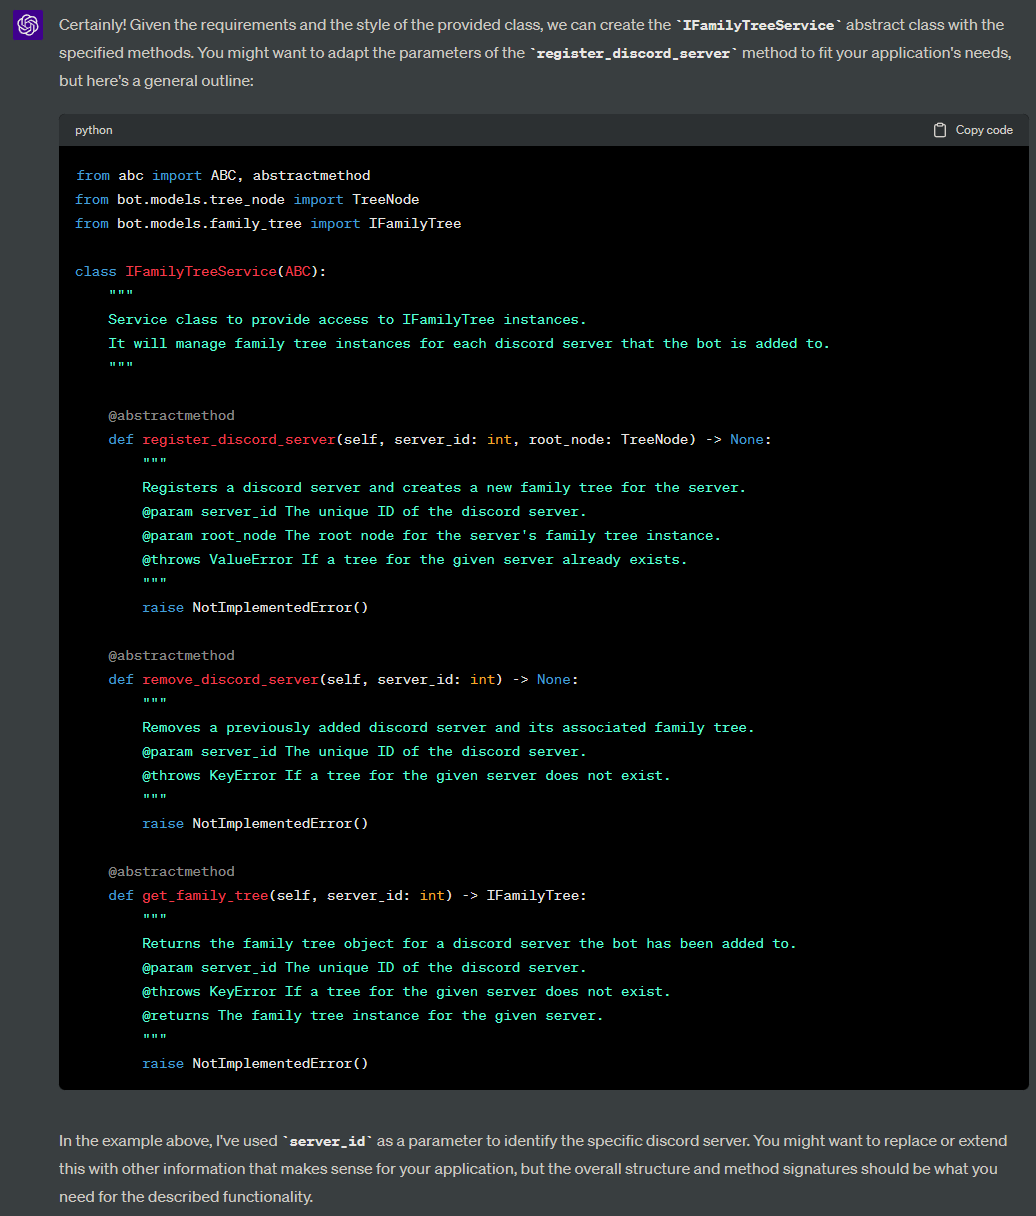 Certainly! Given the requirements and the style of the provided class, we can create the `IFamilyTreeService` abstract class with the
specified methods. You might want to adapt the parameters of the `register_discord_server` method to fit your application's needs,
but here's a general outline:
python
Copy code
from abc import ABC, abstractmethod
from bot.models.tree_node import TreeNode
from bot.models.family_tree import IFamilyTree
class IFamilyTreeService(ABC):
    """
    Service class to provide access to IFamilyTree instances.
    It will manage family tree instances for each discord server that the bot is added to.
    """
    @abstractmethod
    def register_discord_server(self, server_id: int, root_node: TreeNode) -> None:
        """
        Registers a discord server and creates a new family tree for the server.
        @param server_id The unique ID of the discord server.
        @param root_node The root node for the server's family tree instance.
        @throws ValueError If a tree for the given server already exists.
        """
        raise NotImplementedError()
    @abstractmethod
    def remove_discord_server(self, server_id: int) -> None:
        """
        Removes a previously added discord server and its associated family tree.
        @param server_id The unique ID of the discord server.
        @throws KeyError If a tree for the given server does not exist.
        """
        raise NotImplementedError()
    @abstractmethod
    def get_family_tree(self, server_id: int) -> IFamilyTree:
        """
        Returns the family tree object for a discord server the bot has been added to.
        @param server_id The unique ID of the discord server.
        @throws KeyError If a tree for the given server does not exist.
        @returns The family tree instance for the given server.
        """
        raise NotImplementedError()
In the example above, I've used `server_id` as a parameter to identify the specific discord server. You might want to replace or extend
this with other information that makes sense for your application, but the overall structure and method signatures should be what you
need for the described functionality.